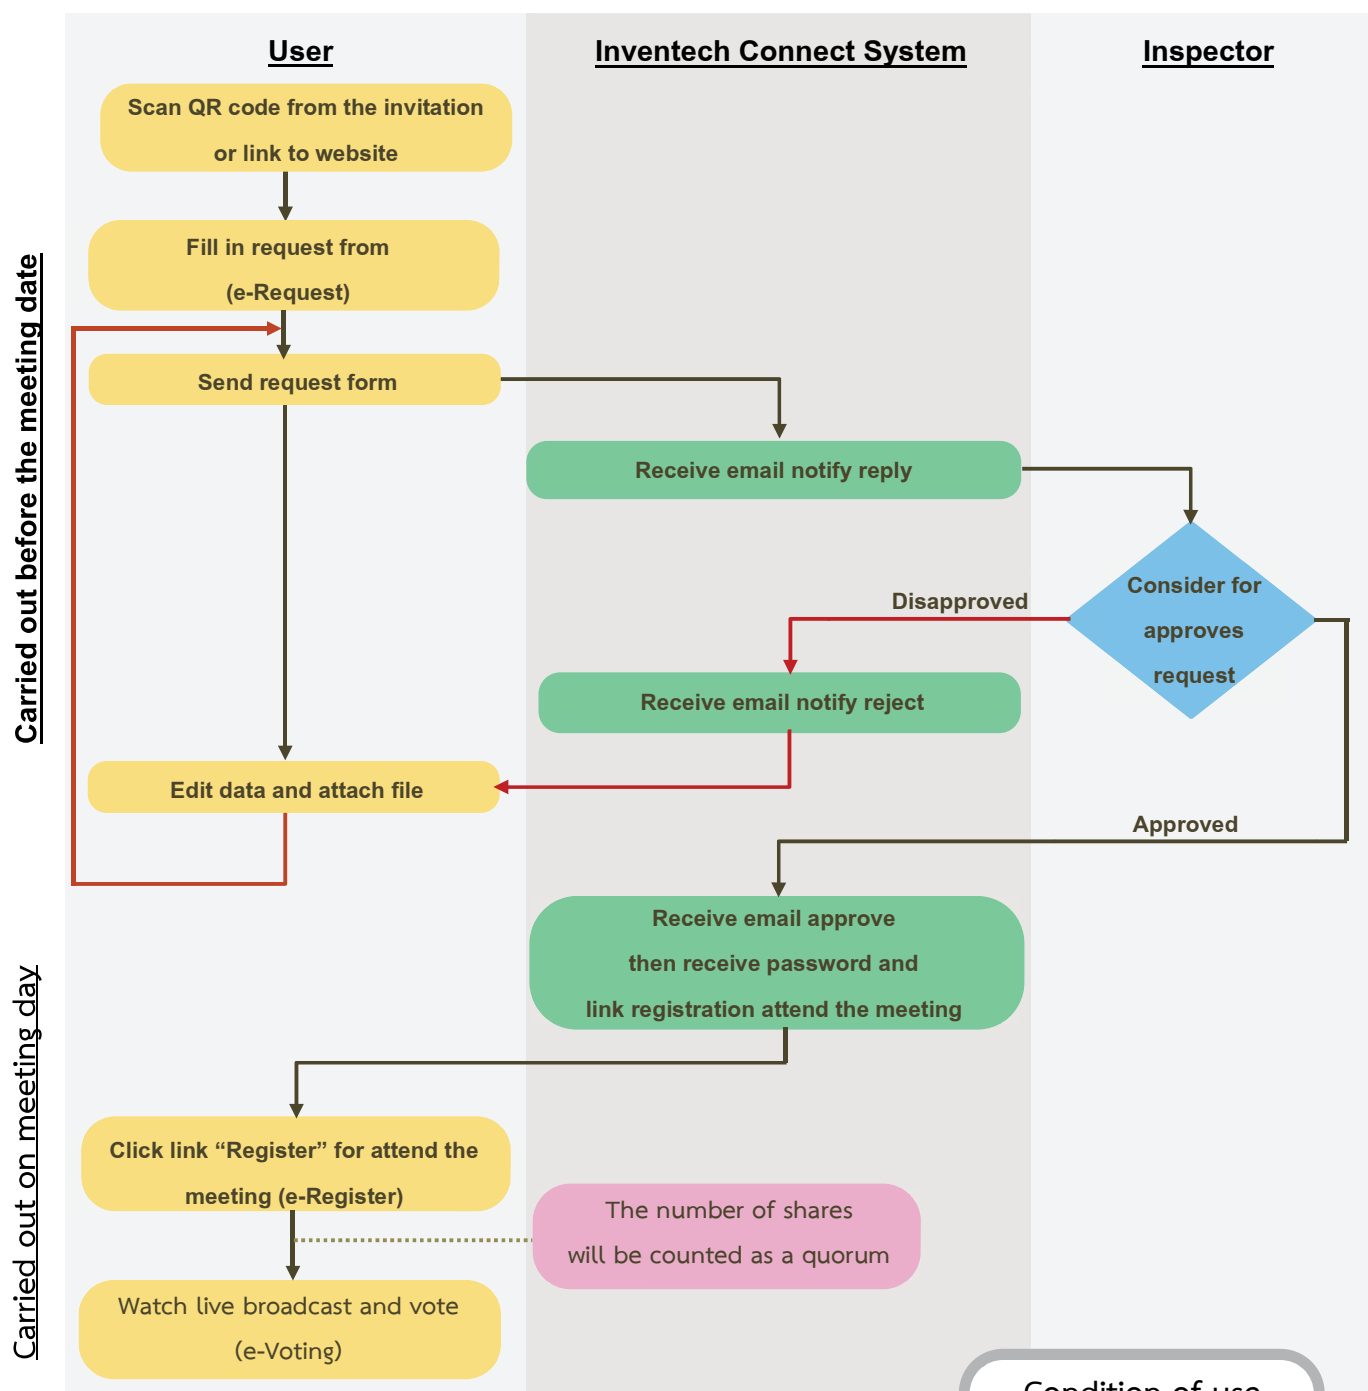 User
Inventech Connect System
Inspector
Scan QR code from the invitation
or link to website
Fill in request from
(e-Request)
Send request form
Receive email notify reply
Consider for
approves
request
Disapproved
Receive email notify reject
Edit data and attach file
Approved
Receive email approve
then receive password and
link registration attend the meeting
Click link “Register” for attend the
meeting (e-Register)
The number of shares
will be counted as a quorum
Watch live broadcast and vote
(e-Voting)
Carried out before the meeting date
Carried out on meeting day
Condition of use